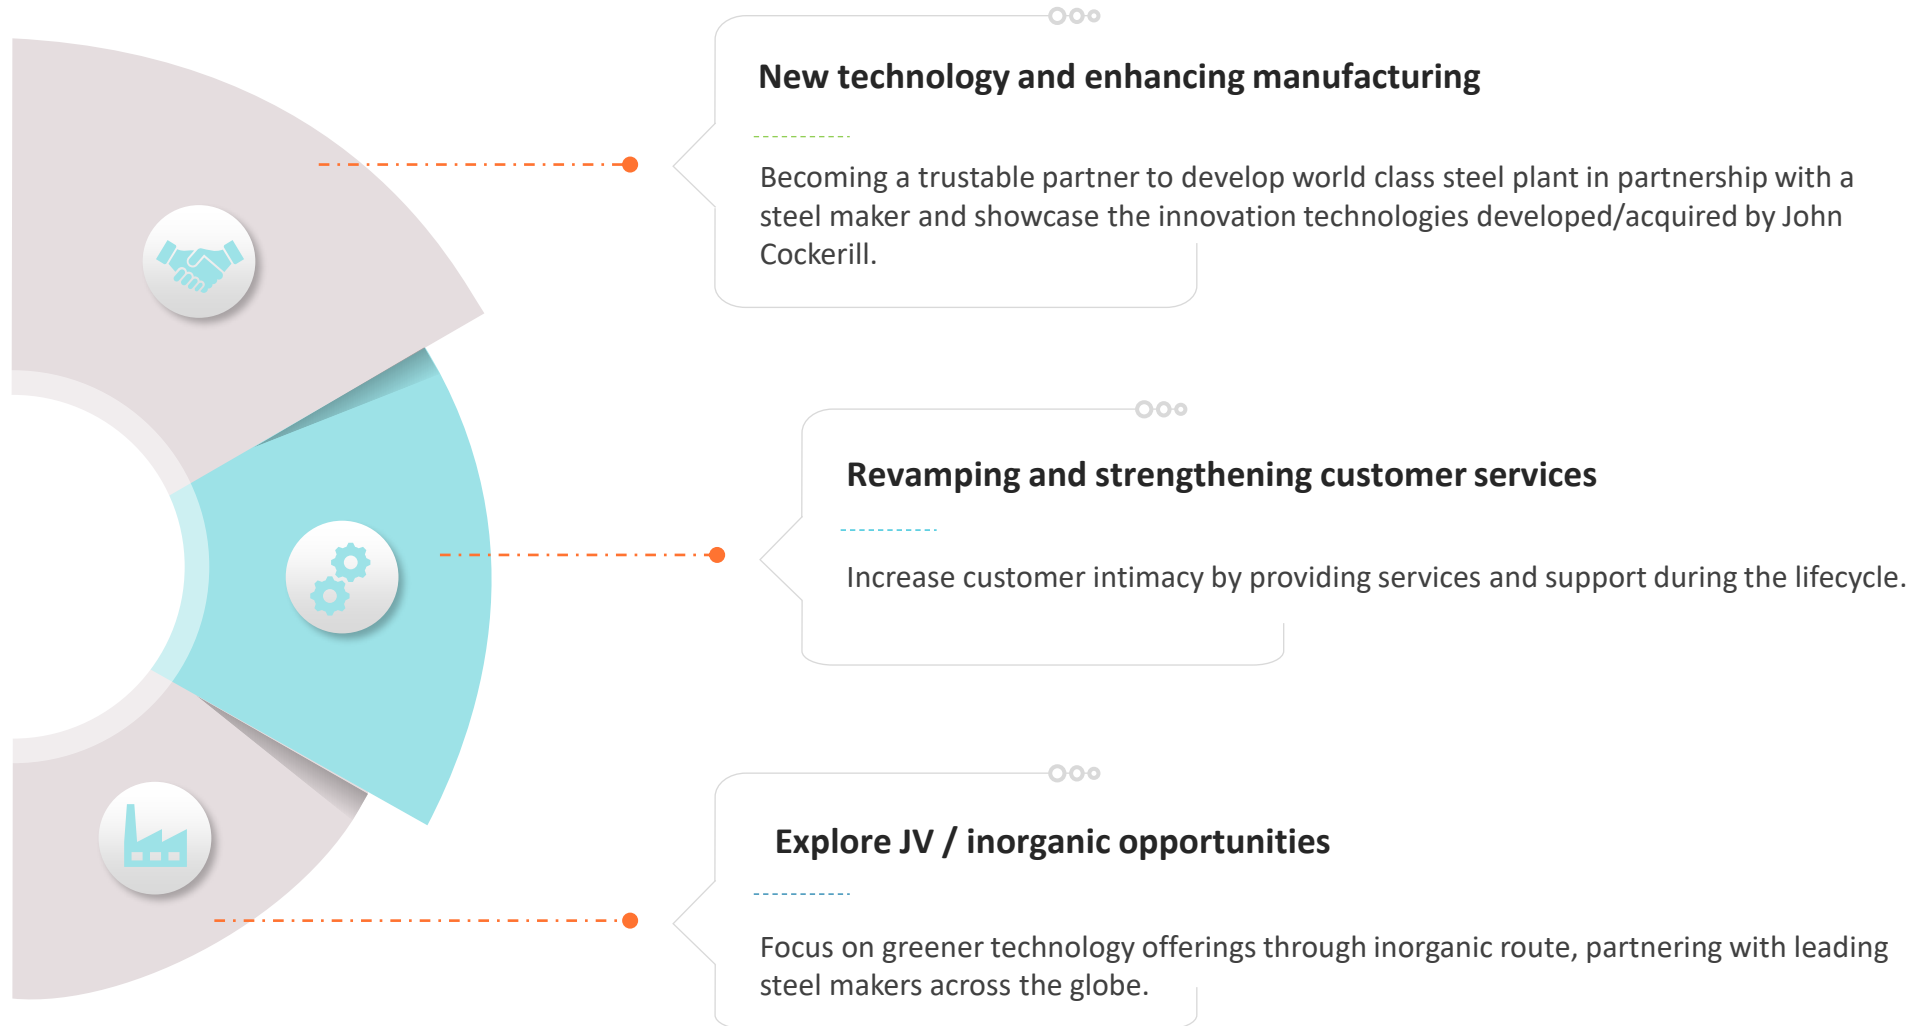 New technology and enhancing manufacturing
Becoming a trustable partner to develop world class steel plant in partnership with a
steel maker and showcase the innovation technologies developed/acquired by John
Cockerill.
Revamping and strengthening customer services
Increase customer intimacy by providing services and support during the lifecycle.
Explore JV / inorganic opportunities
Focus on greener technology offerings through inorganic route, partnering with leading
steel makers across the globe.